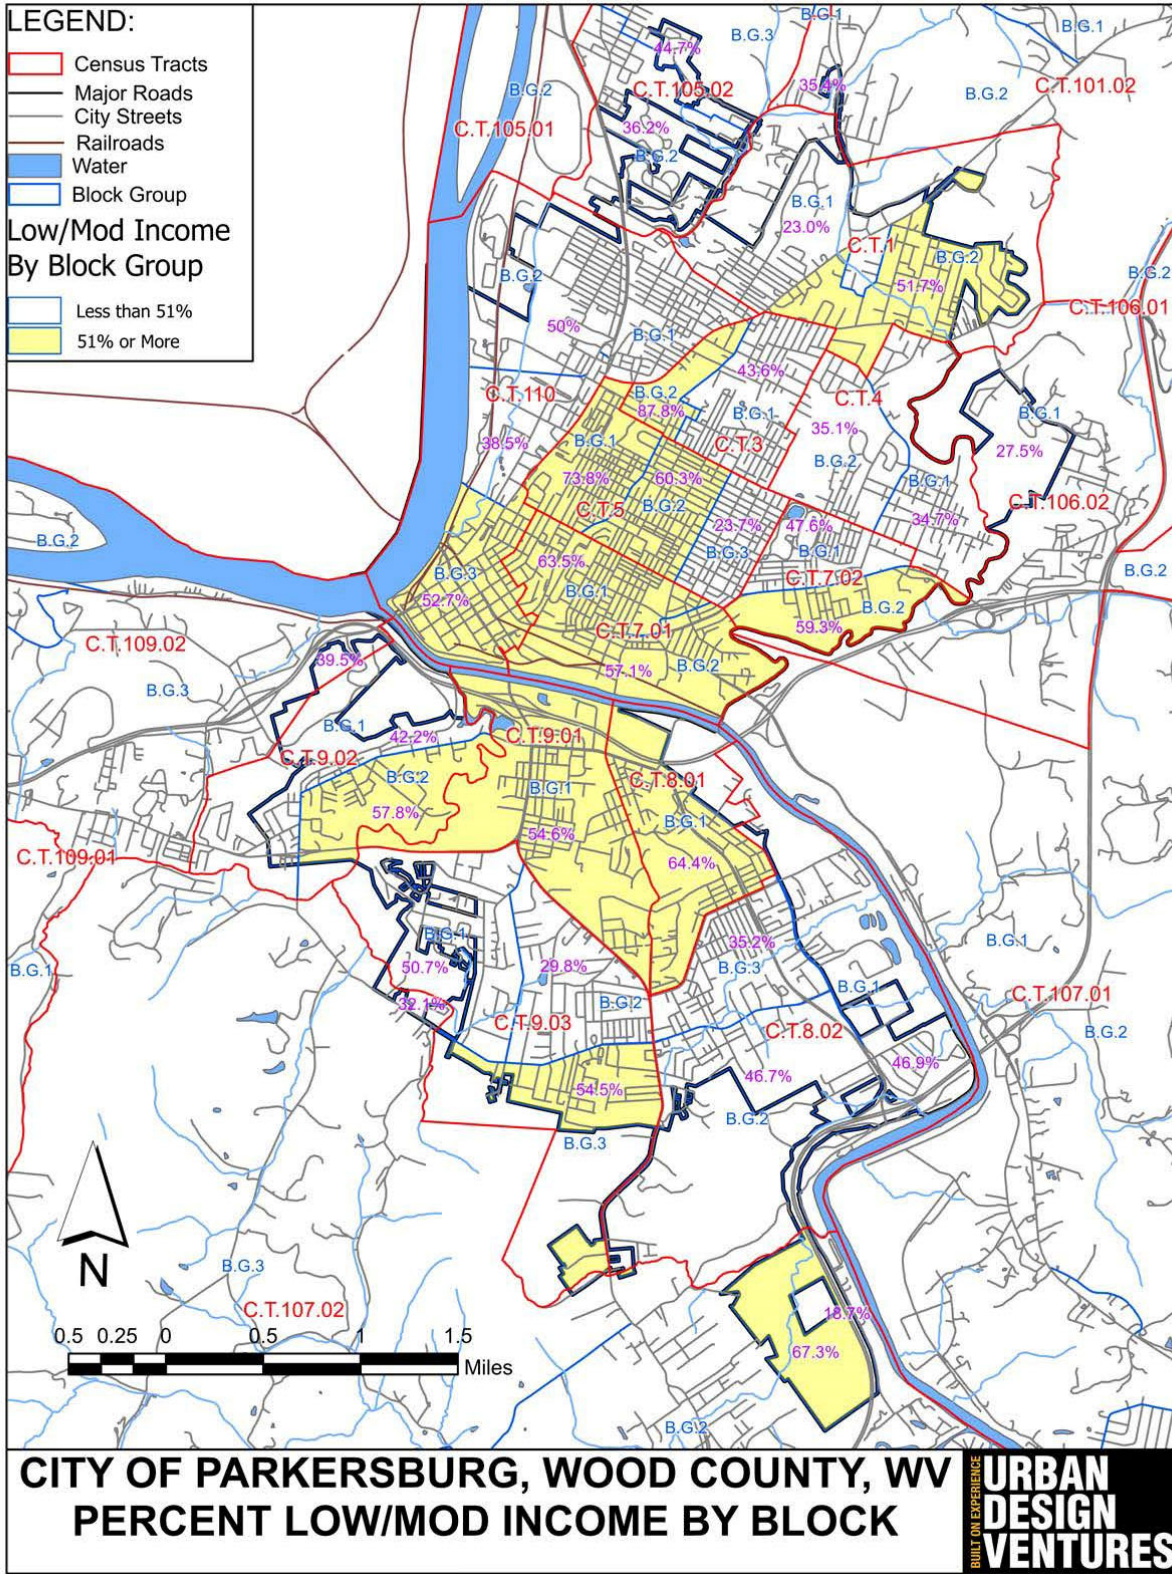 LEGEND:
Census Tracts
Major Roads
City Streets
Railroads
Water
Block Group
Low/Mod Income
By Block Group
Less than 51%
51% or More
B.G.1
B.G.3
44.7%
B.G.1
C.T.101.02
B.G.2
C.T.105.02
35.4%
B.G.2
C.T.105.01
36.2%
B.G.2
B.G.1
23.0%
C.T.1
B.G.2
B.G.2
51.7%
B.G.2
C.T.106.01
50%
B.G.1
43.6%
C.T.110
B.G.2
87.8%
B.G.1
C.T.4
35.1%
B.G.1
27.5%
38.5%
B.G.1
C.T.3
B.G.2
73.8%
60.3%
B.G.1
C.T.5
B.G.2
23.7%
47.6%
34.7%
C.T.106.02
B.G.2
B.G.3
63.5%
B.G.3
B.G.1
B.G.2
52.7%
B.G.1
C.T.7.02
B.G.2
59.3%
C.T.109.02
C.T.7.01
39.5%
57.1%
B.G.2
B.G.3
B.G.1
42.2%
C.T.9.01
C.T.9.02
B.G.2
C.T.8.01
B.G.1
57.8%
B.G.1
54.6%
C.T.109.01
64.4%
B.G.1
35.2%
B.G.1
50.7%
29.8%
B.G.3
B.G.1
B.G.1
32.1%
B.G.2
C.T.107.01
C.T.9.03
C.T.8.02
B.G.2
46.9%
46.7%
54.5%
B.G.2
B.G.3
N
B.G.3
C.T.107.02
18.7%
67.3%
B.G.2
0.5 0.25 0 0.5 1 1.5
Miles
CITY OF PARKERSBURG, WOOD COUNTY, WV
PERCENT LOW/MOD INCOME BY BLOCK
BUILT ON EXPERIENCE
URBAN
DESIGN
VENTURES